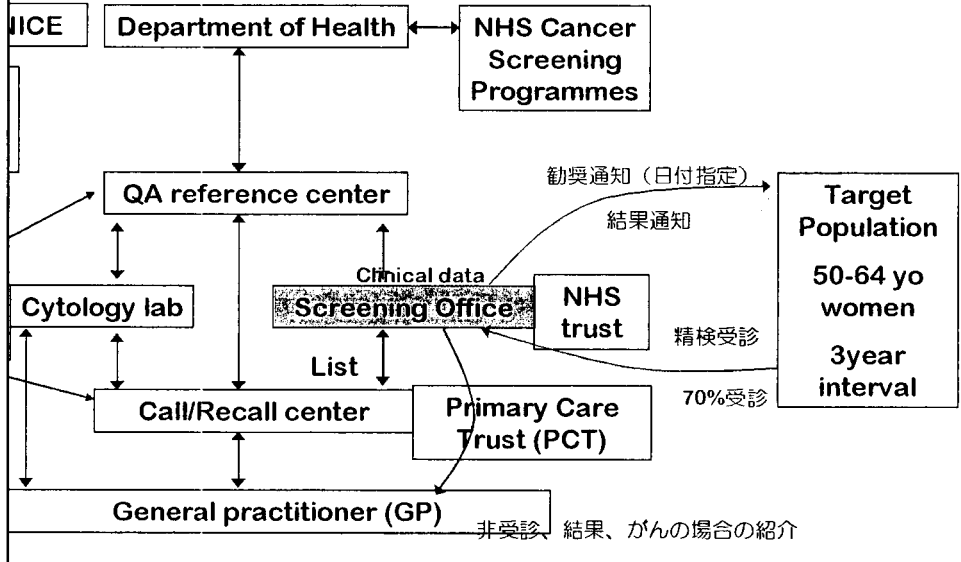 NICE
Department of Health
NHS Cancer
Screening
Programmes
QA reference center
勧奨通知（日付指定）
結果通知
Target
Population
50-64 yo
women
3year
interval
Clinical data
Cytology lab
Screening Office
NHS
trust
精検受診
List
70%受診
Call/Recall center
Primary Care
Trust (PCT)
General practitioner (GP)
非受診、結果、がんの場合の紹介